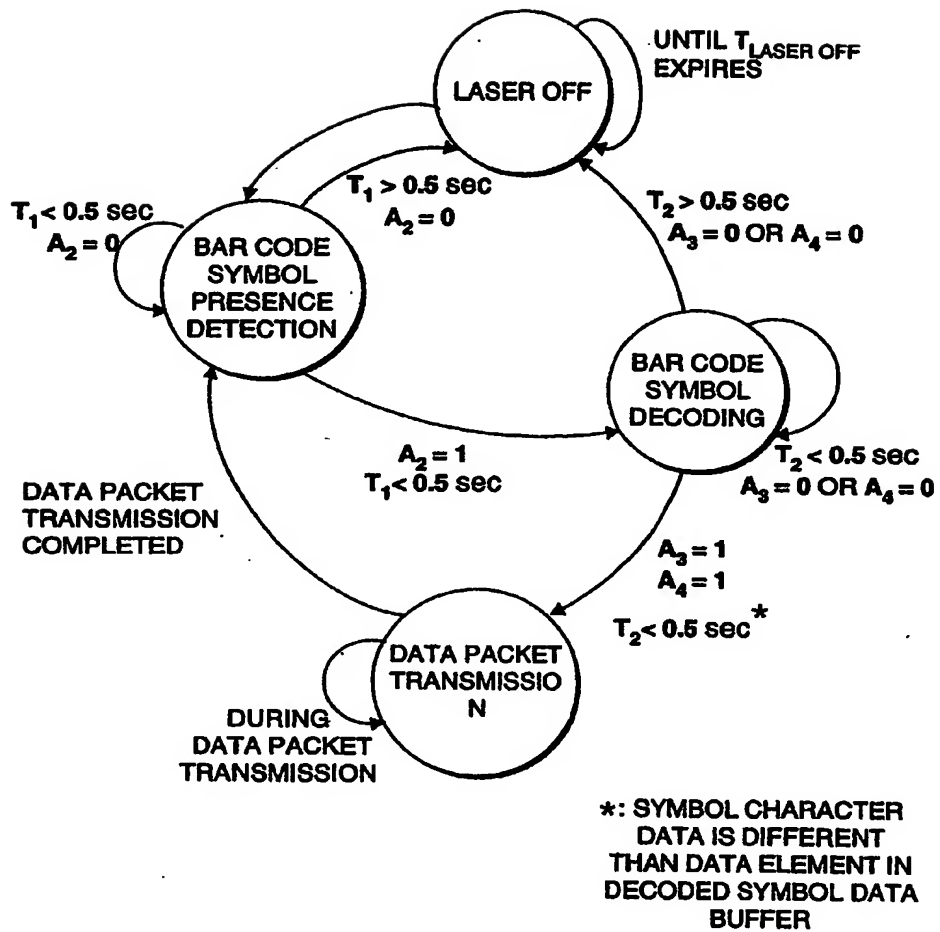 UNTIL T LASER OFF
EXPIRES
LASER OFF
T₁ > 0.5 sec
A₂ = 0
T₂ > 0.5 sec
A₃ = 0 OR A₄ = 0
T₁ < 0.5 sec
A₂ = 0
BAR CODE
SYMBOL
PRESENCE
DETECTION
BAR CODE
SYMBOL
DECODING
A₂ = 1
T₁ < 0.5 sec
T₂ < 0.5 sec
A₃ = 0 OR A₄ = 0
DATA PACKET
TRANSMISSION
COMPLETED
A₃ = 1
A₄ = 1
T₂ < 0.5 sec*
DATA PACKET
TRANSMISSIO
N
DURING
DATA PACKET
TRANSMISSION
*: SYMBOL CHARACTER
DATA IS DIFFERENT
THAN DATA ELEMENT IN
DECODED SYMBOL DATA
BUFFER